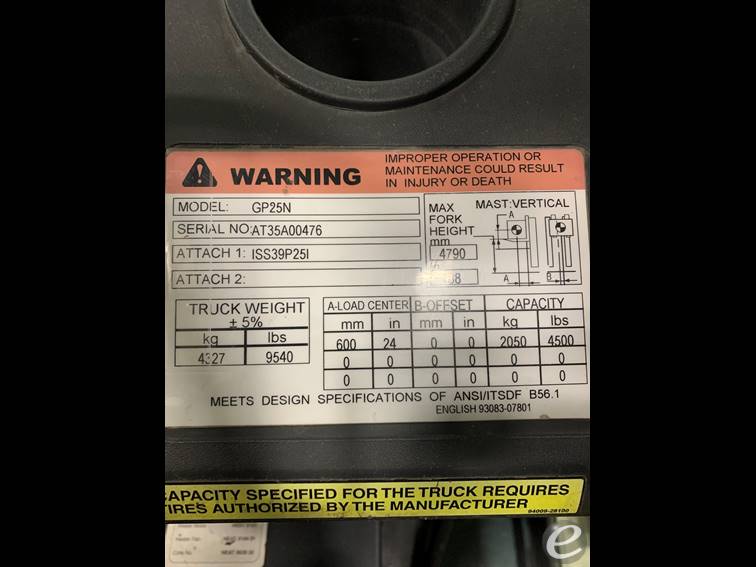 WARNING
IMPROPER OPERATION OR
MAINTENANCE COULD RESULT
IN INJURY OR DEATH
MODEL: GP25N
SERIAL NO: AT35A00476
ATTACH 1: ISS39P25I
ATTACH 2:
MAX
FORK
HEIGHT
mm
4790
MAST:VERTICAL
A
A
B
TRUCK WEIGHT
± 5%
kg lbs
4327 9540
A-LOAD CENTER B-OFFSET CAPACITY
mm in mm in kg lbs
600 24 0 0 2050 4500
0 0 0 0 0 0
0 0 0 0 0 0
MEETS DESIGN SPECIFICATIONS OF ANSI/ITSDF B56.1
ENGLISH 93083-07801
CAPACITY SPECIFIED FOR THE TRUCK REQUIRES
TIRES AUTHORIZED BY THE MANUFACTURER
94009-28100
e